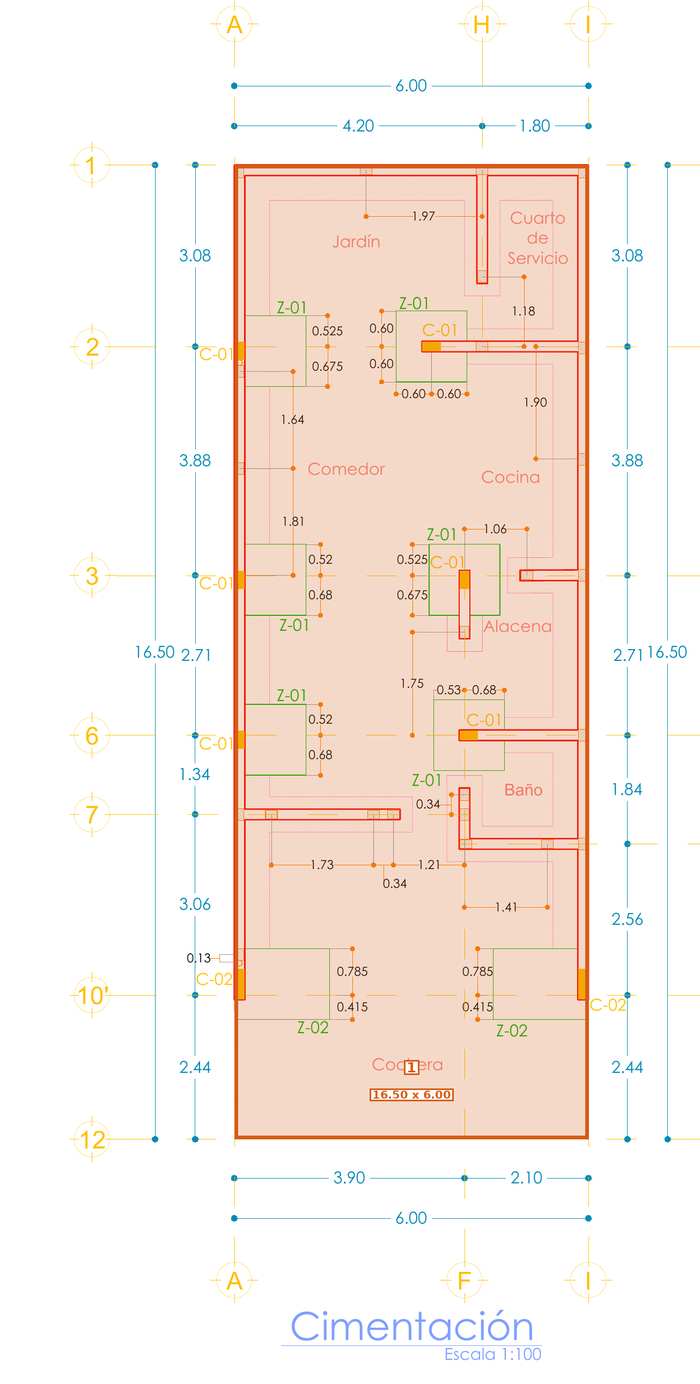 A H I
6.00
4.20 1.80
1
3.08 3.08
1.97
Jardín
Cuarto
de
Servicio
Z-01 Z-01
1.18
0.525 0.60
C-01
2
C-01
0.675 0.60
0.60 0.60
1.90
1.64
3.88 Comedor Cocina 3.88
1.81
1.06
Z-01
0.52 0.525
C-01
3
C-01
0.68 0.675
Z-01 Alacena
16.50 2.71 2.71 16.50
1.75
0.53 0.68
Z-01
0.52
C-01
6
C-01
0.68
1.34 Z-01 Baño 1.84
0.34
7
1.73 1.21
0.34
3.06 1.41 2.56
0.13
0.785 0.785
C-02
10'
0.415 0.415
C-02
Z-02 Z-02
2.44 Cochera 2.44
1
16.50 x 6.00
12
3.90 2.10
6.00
A F I
Cimentación
Escala 1:100